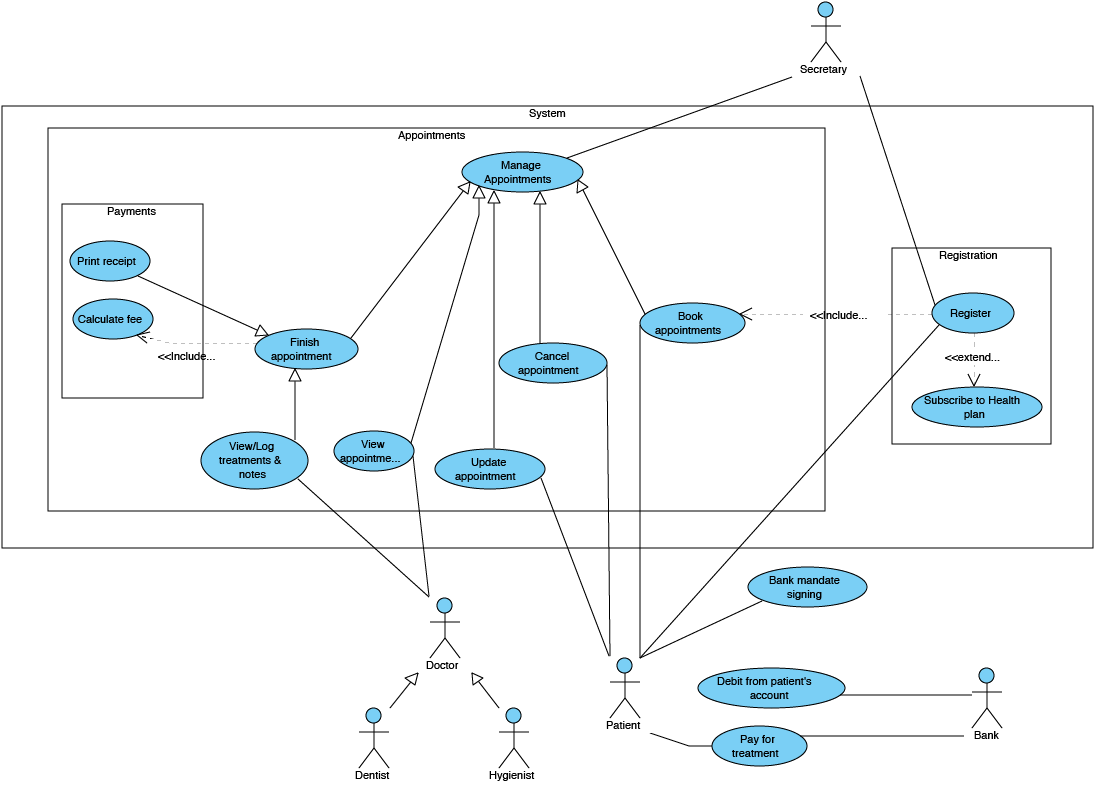 Secretary
System
Appointments
Manage
Appointments
Payments
Print receipt
Calculate fee
<<Include...
Finish
appointment
View/Log
treatments &
notes
View
appointme...
Update
appointment
Cancel
appointment
Book
appointments
<<Include...
Registration
Register
<<extend...
Subscribe to Health
plan
Doctor
Dentist
Hygienist
Patient
Bank mandate
signing
Debit from patient's
account
Pay for
treatment
Bank